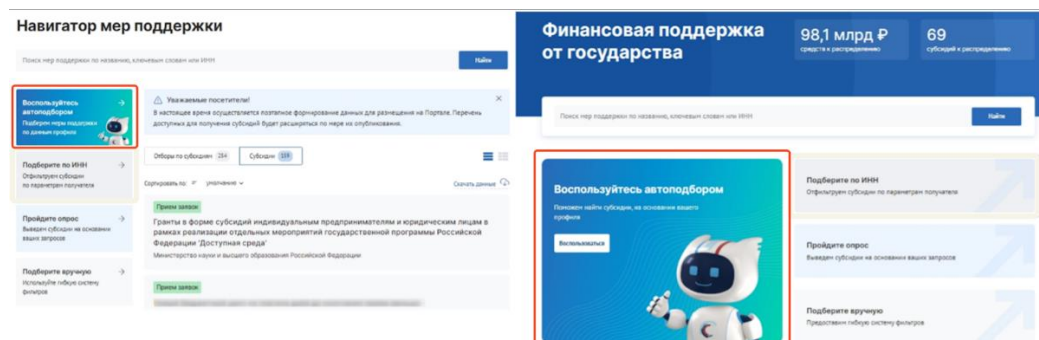 Навигатор мер поддержки
Поиск мер поддержки по названию, ключевым словам или ИНН
Найти
Воспользуйтесь
автоподбором
Подберем меры поддержки
по данным профиля
Подберите по ИНН
Отфильтруем субсидии
по параметрам получателя
Пройдите опрос
Выведем субсидии на основании
ваших запросов
Подберите вручную
Используйте гибкую систему
фильтров
Уважаемые посетители!
В настоящее время осуществляется поэтапное формирование данных для размещения на Портале. Перечень
доступных для получения субсидий будет расширяться по мере их опубликования.
Отборы по субсидиям
Субсидии
Сортировать по: умолчанию
Скачать данные
Прием заявок
Гранты в форме субсидий индивидуальным предпринимателям и юридическим лицам в
рамках реализации отдельных мероприятий государственной программы Российской
Федерации 'Доступная среда'
Министерство науки и высшего образования Российской Федерации
Прием заявок
Финансовая поддержка
от государства
98,1 млрд ₽
средств к распределению
69
субсидий к распределению
Поиск мер поддержки по названию, ключевым словам или ИНН
Найти
Воспользуйтесь автоподбором
Поможем найти субсидии, на основании вашего
профиля
Воспользоваться
Подберите по ИНН
Отфильтруем субсидии по параметрам получателя
Пройдите опрос
Выведем субсидии на основании ваших запросов
Подберите вручную
Предоставим гибкую систему фильтров